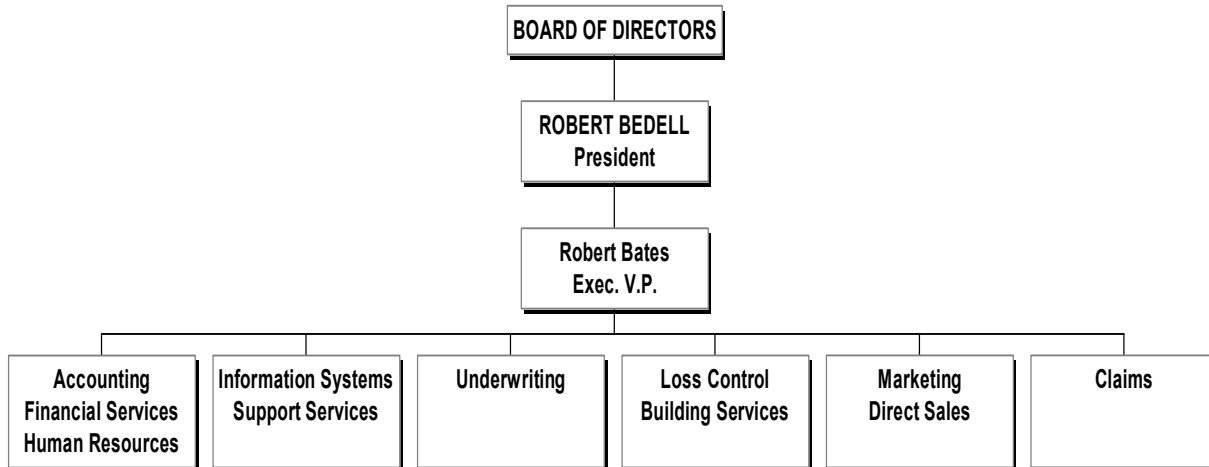 BOARD OF DIRECTORS
ROBERT BEDELL
President
Robert Bates
Exec. V.P.
Accounting
Financial Services
Human Resources
Information Systems
Support Services
Underwriting
Loss Control
Building Services
Marketing
Direct Sales
Claims